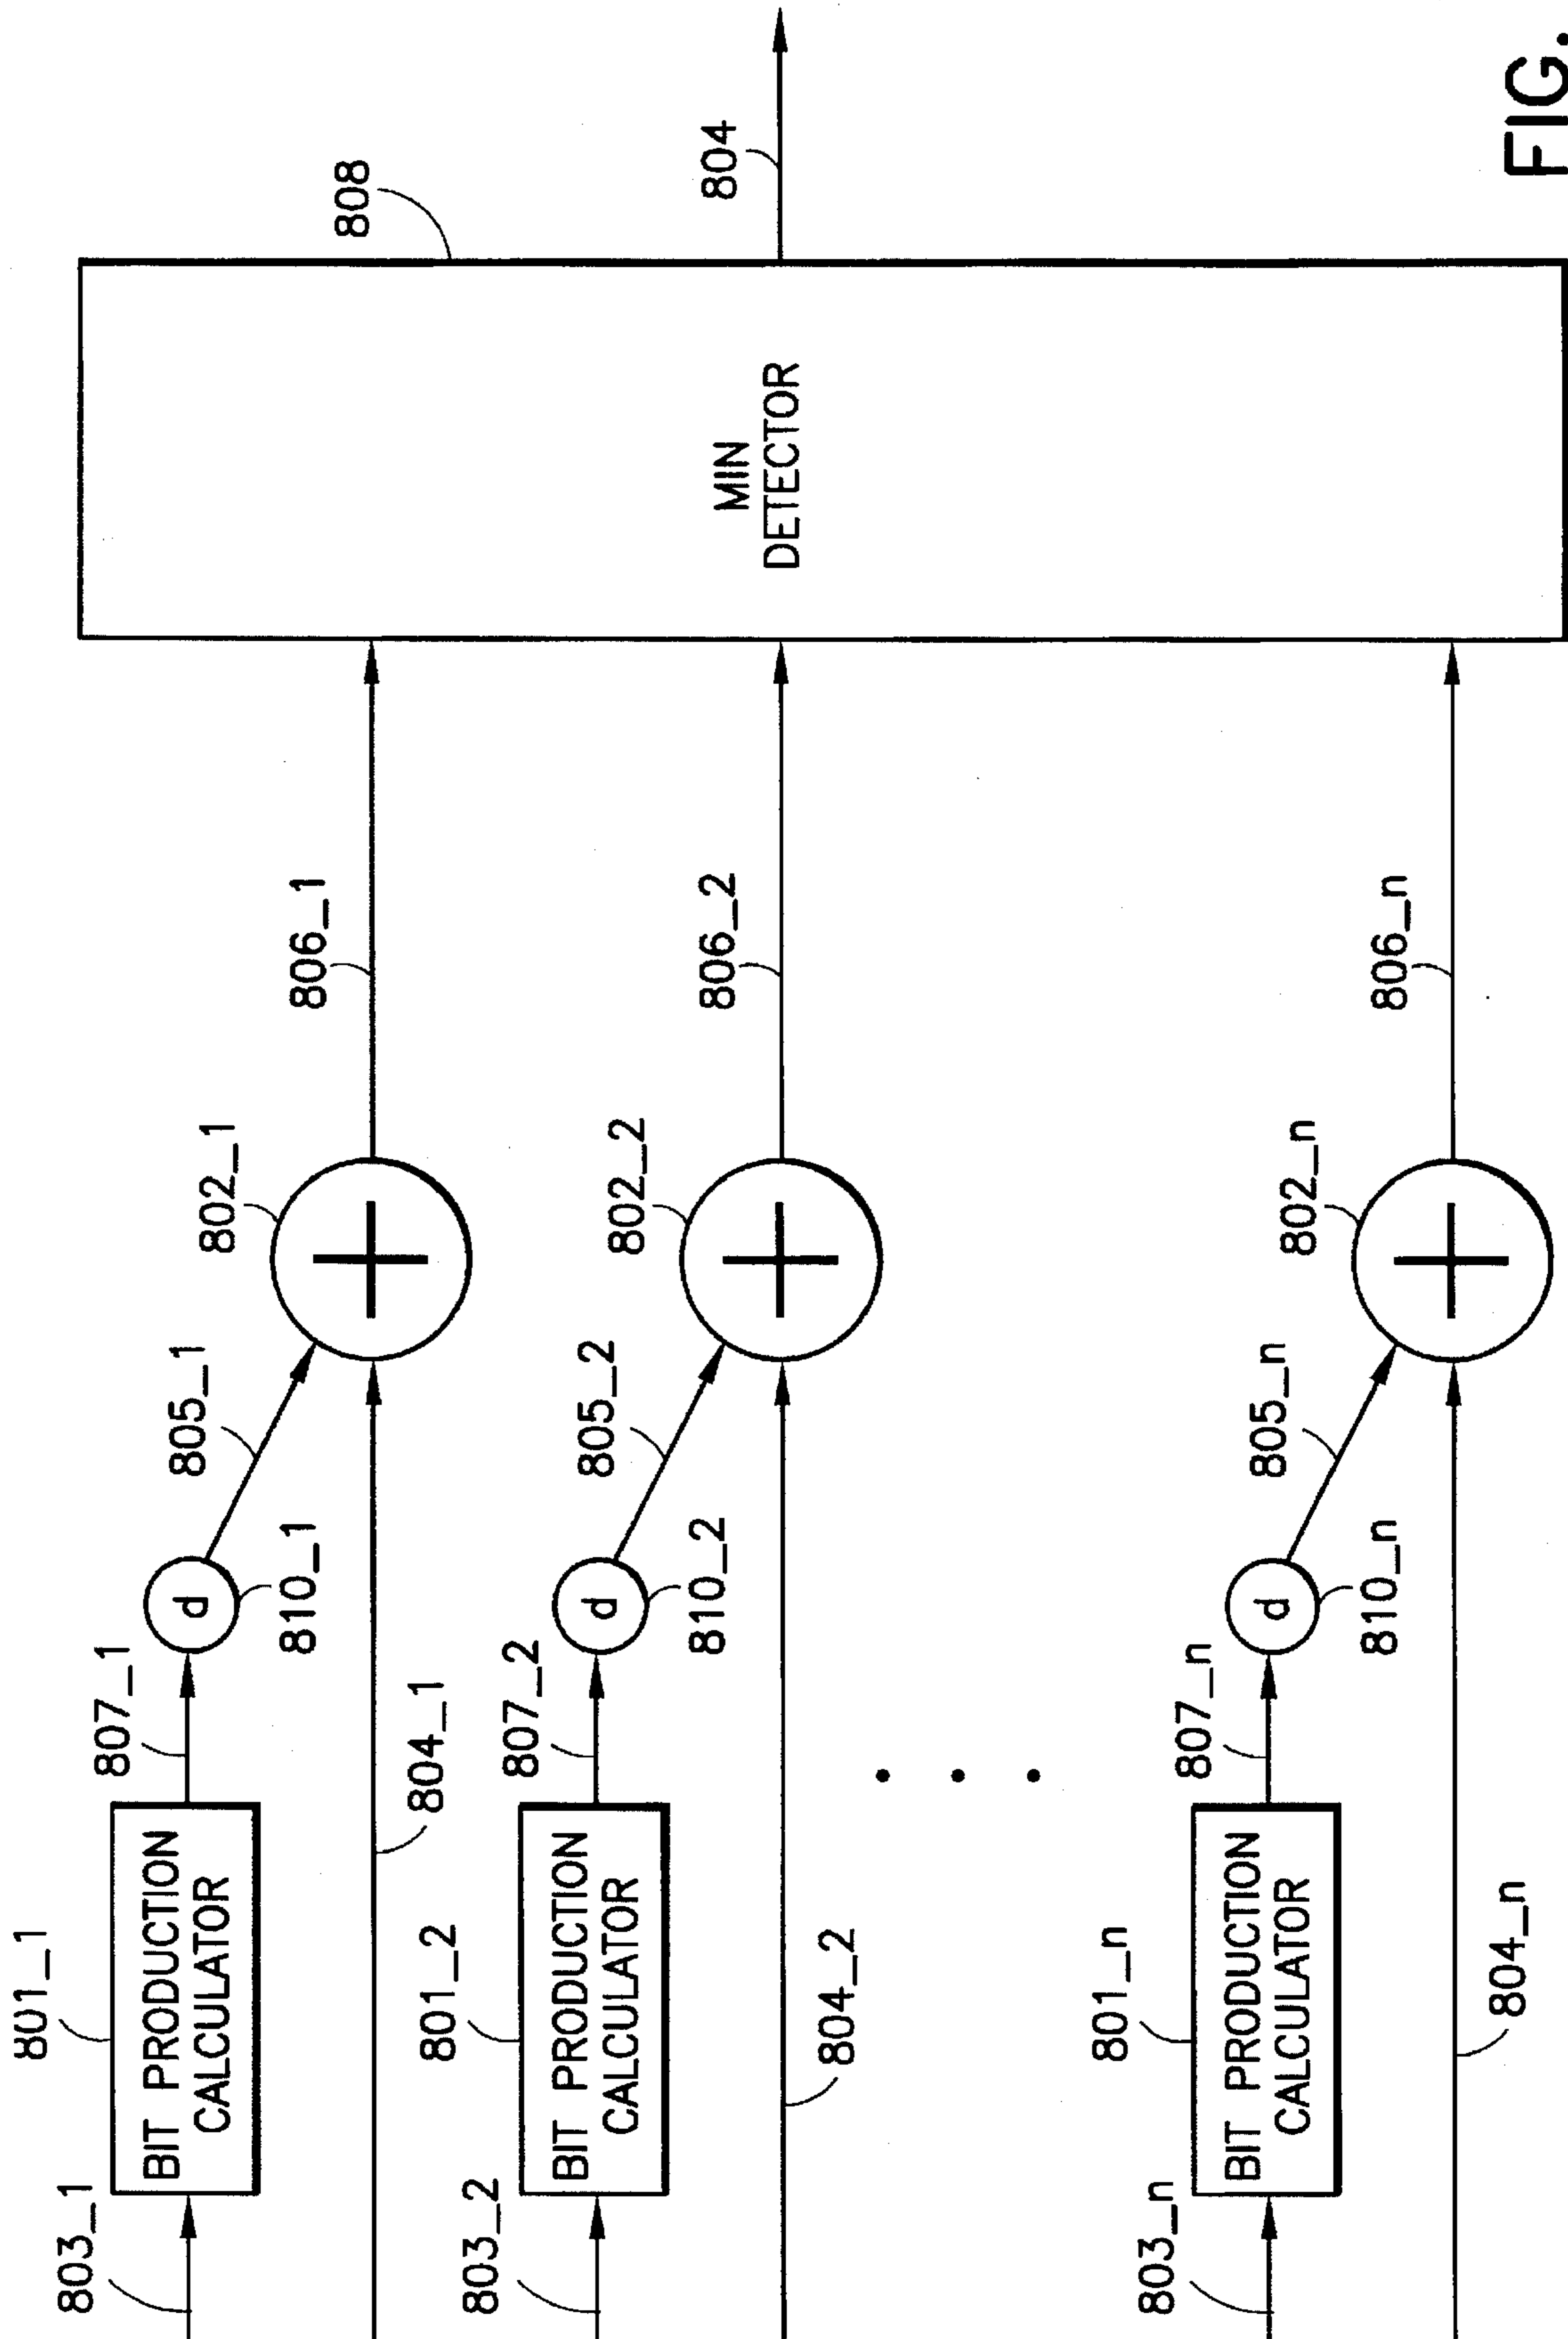 801_1
803_1
BIT PRODUCTION
CALCULATOR
807_1
d
810_1
805_1
802_1
804_1
806_1
801_2
803_2
BIT PRODUCTION
CALCULATOR
807_2
d
810_2
805_2
802_2
804_2
806_2
801_n
803_n
BIT PRODUCTION
CALCULATOR
807_n
d
810_n
805_n
802_n
804_n
806_n
MIN
DETECTOR
808
804
FIG.